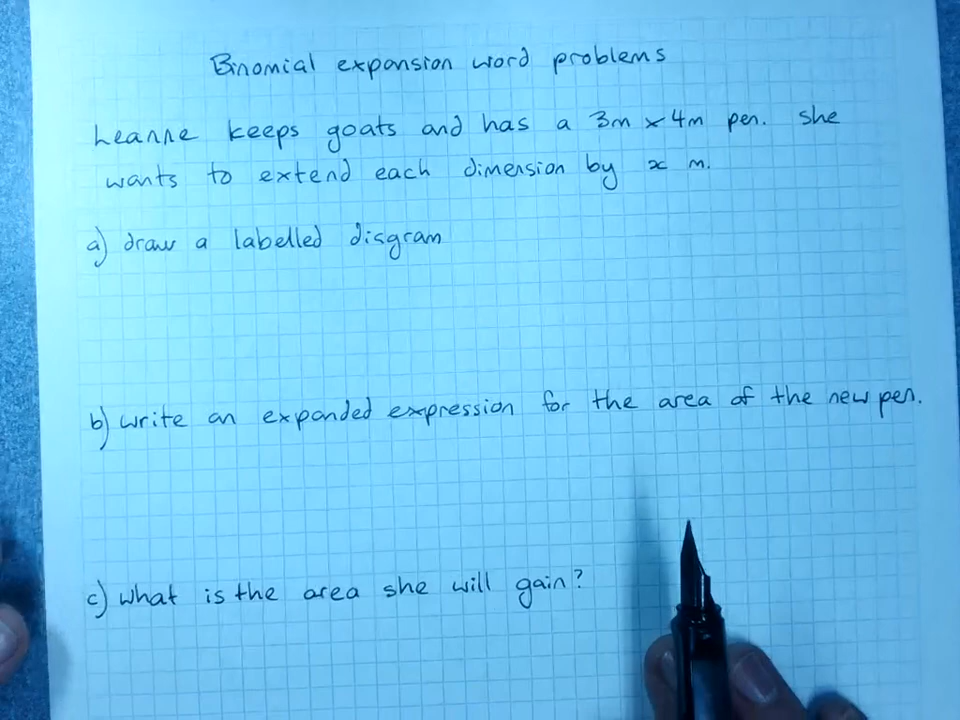 Binomial expansion word problems
Leanne keeps goats and has a 3m x 4m pen. she
wants to extend each dimension by x m.
a) draw a labelled disgram
b) write an expanded expression for the area of the new pen.
c) what is the area she will gain?